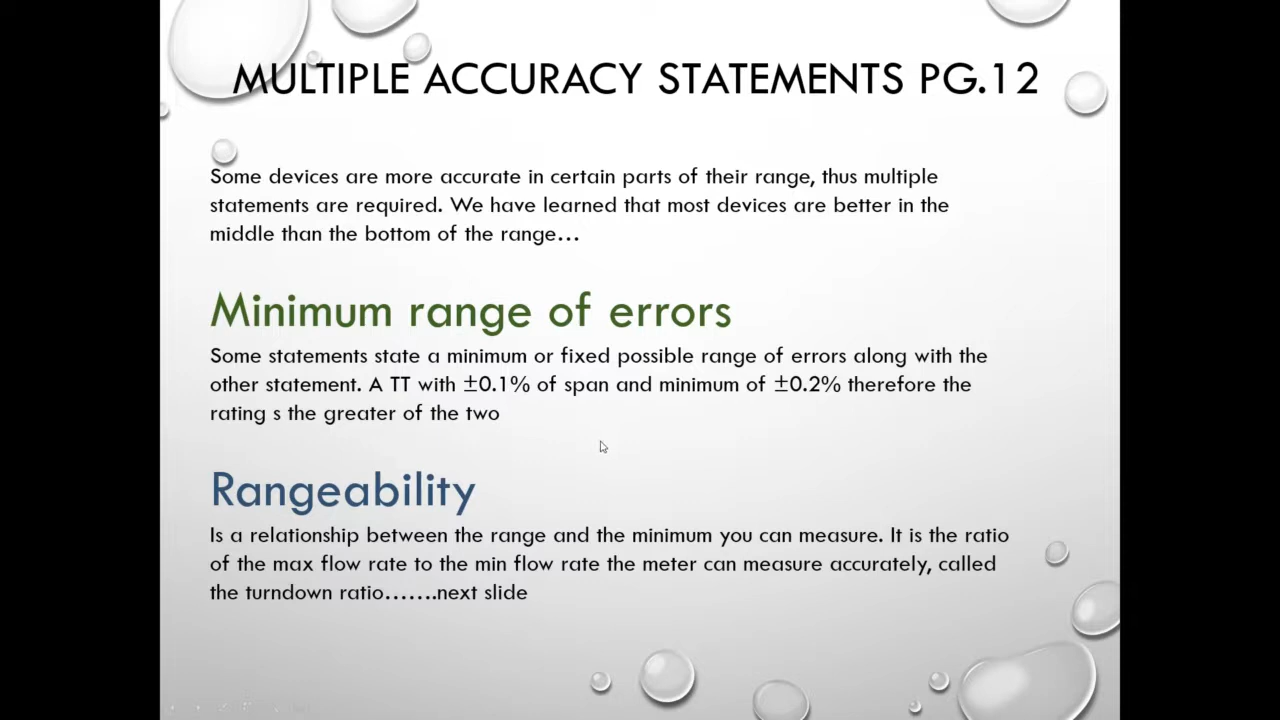 MULTIPLE ACCURACY STATEMENTS PG.12
Some devices are more accurate in certain parts of their range, thus multiple
statements are required. We have learned that most devices are better in the
middle than the bottom of the range...
Minimum range of errors
Some statements state a minimum or fixed possible range of errors along with the
other statement. A TT with ±0.1% of span and minimum of ±0.2% therefore the
rating s the greater of the two
Rangeability
Is a relationship between the range and the minimum you can measure. It is the ratio
of the max flow rate to the min flow rate the meter can measure accurately, called
the turndown ratio…….next slide